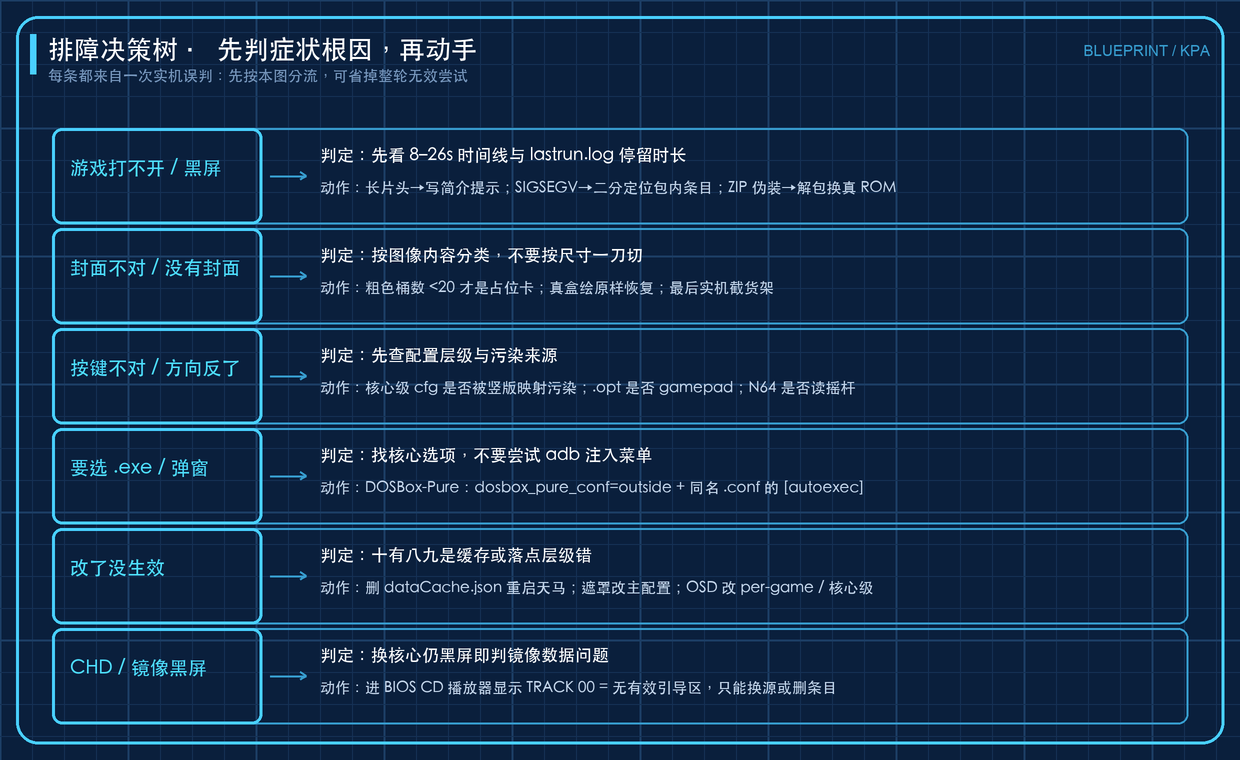 排障决策树 · 先判症状根因，再动手
BLUEPRINT / KPA
每条都来自一次实机误判：先按本图分流，可省掉整轮无效尝试
游戏打不开 / 黑屏
判定：先看 8–26s 时间线与 lastrun.log 停留时长
动作：长片头→写简介提示；SIGSEGV→二分定位包内条目；ZIP 伪装→解包换真 ROM
封面不对 / 没有封面
判定：按图像内容分类，不要按尺寸一刀切
动作：粗色桶数 <20 才是占位卡；真盒绘原样恢复；最后实机截货架
按键不对 / 方向反了
判定：先查配置层级与污染来源
动作：核心级 cfg 是否被竖版映射污染；.opt 是否 gamepad；N64 是否读摇杆
要选 .exe / 弹窗
判定：找核心选项，不要尝试 adb 注入菜单
动作：DOSBox-Pure：dosbox_pure_conf=outside + 同名 .conf 的 [autoexec]
改了没生效
判定：十有八九是缓存或落点层级错
动作：删 dataCache.json 重启天马；遮罩改主配置；OSD 改 per-game / 核心级
CHD / 镜像黑屏
判定：换核心仍黑屏即判镜像数据问题
动作：进 BIOS CD 播放器显示 TRACK 00 = 无有效引导区，只能换源或删条目